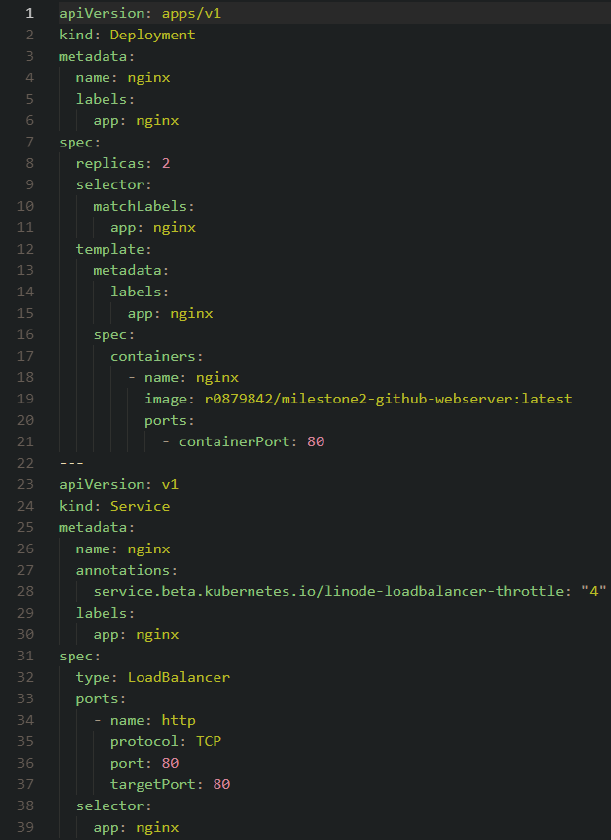 1 apiVersion: apps/v1
2 kind: Deployment
3 metadata:
4   name: nginx
5   labels:
6     app: nginx
7 spec:
8   replicas: 2
9   selector:
10     matchLabels:
11       app: nginx
12   template:
13     metadata:
14       labels:
15         app: nginx
16     spec:
17       containers:
18         - name: nginx
19           image: r0879842/milestone2-github-webserver:latest
20           ports:
21             - containerPort: 80
22 ---
23 apiVersion: v1
24 kind: Service
25 metadata:
26   name: nginx
27   annotations:
28     service.beta.kubernetes.io/linode-loadbalancer-throttle: "4"
29   labels:
30     app: nginx
31 spec:
32   type: LoadBalancer
33   ports:
34     - name: http
35       protocol: TCP
36       port: 80
37       targetPort: 80
38   selector:
39     app: nginx